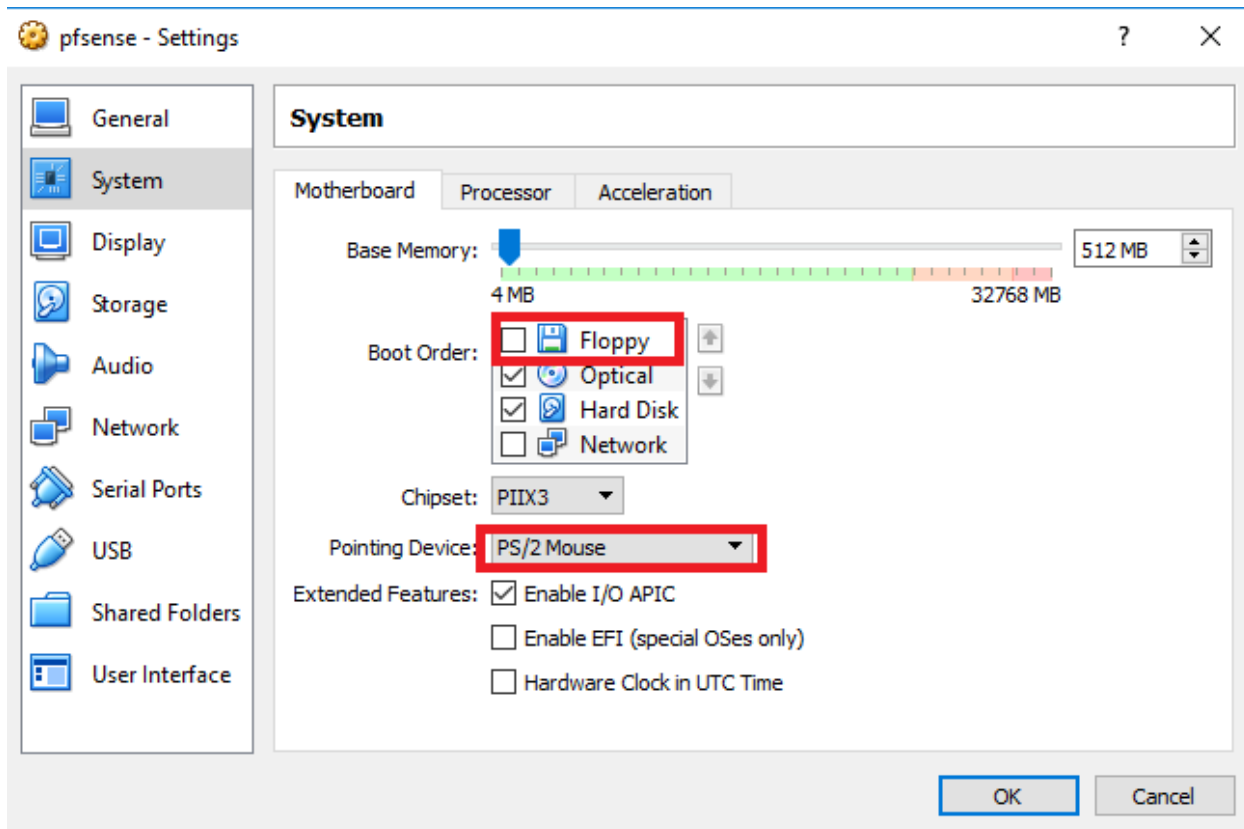 pfsense - Settings
?
General
System
Display
Storage
Audio
Network
Serial Ports
USB
Shared Folders
User Interface
System
Motherboard Processor Acceleration
Base Memory: 512 MB
4 MB 32768 MB
Boot Order: Floppy
Optical
Hard Disk
Network
Chipset: PIIX3
Pointing Device: PS/2 Mouse
Extended Features: Enable I/O APIC
Enable EFI (special OSes only)
Hardware Clock in UTC Time
OK Cancel